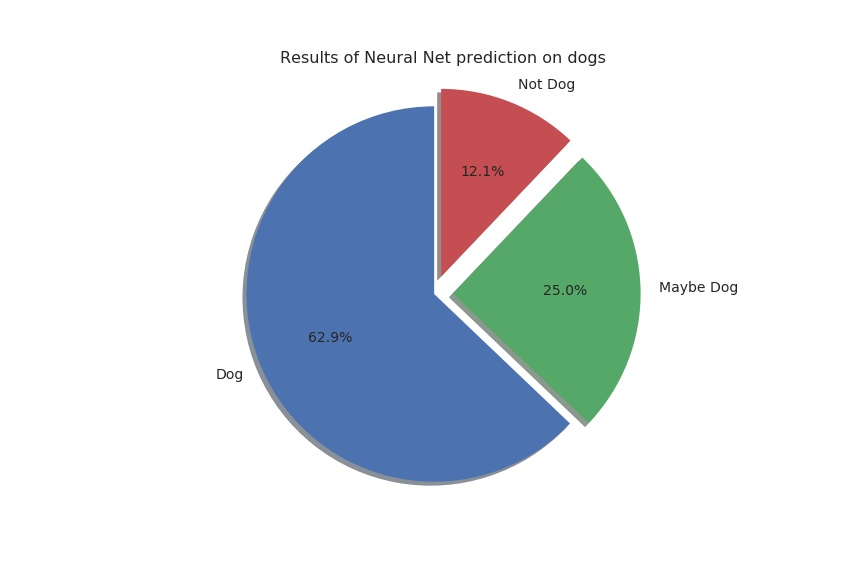 Results of Neural Net prediction on dogs
Not Dog
12.1%
Maybe Dog
25.0%
62.9%
Dog